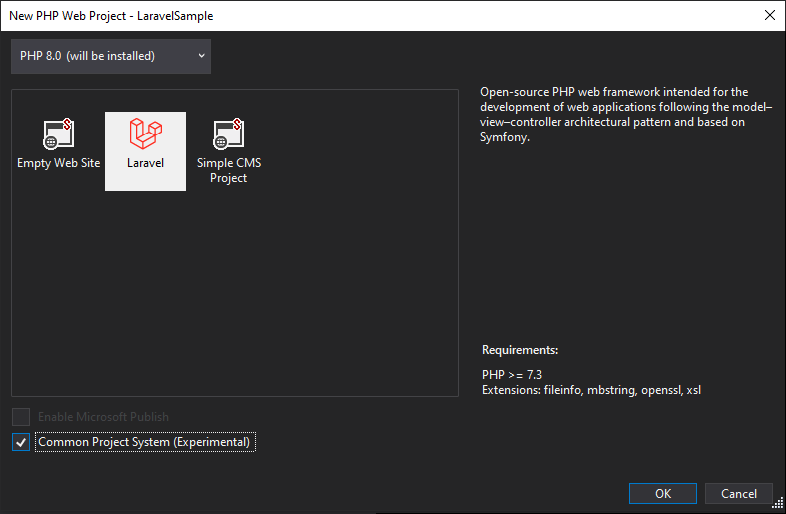 New PHP Web Project - LaravelSample
PHP 8.0 (will be installed)
Empty Web Site
Laravel
Simple CMS
Project
Open-source PHP web framework intended for the
development of web applications following the model–
view–controller architectural pattern and based on
Symfony.
Requirements:
PHP >= 7.3
Extensions: fileinfo, mbstring, openssl, xsl
Enable Microsoft Publish
Common Project System (Experimental)
OK
Cancel